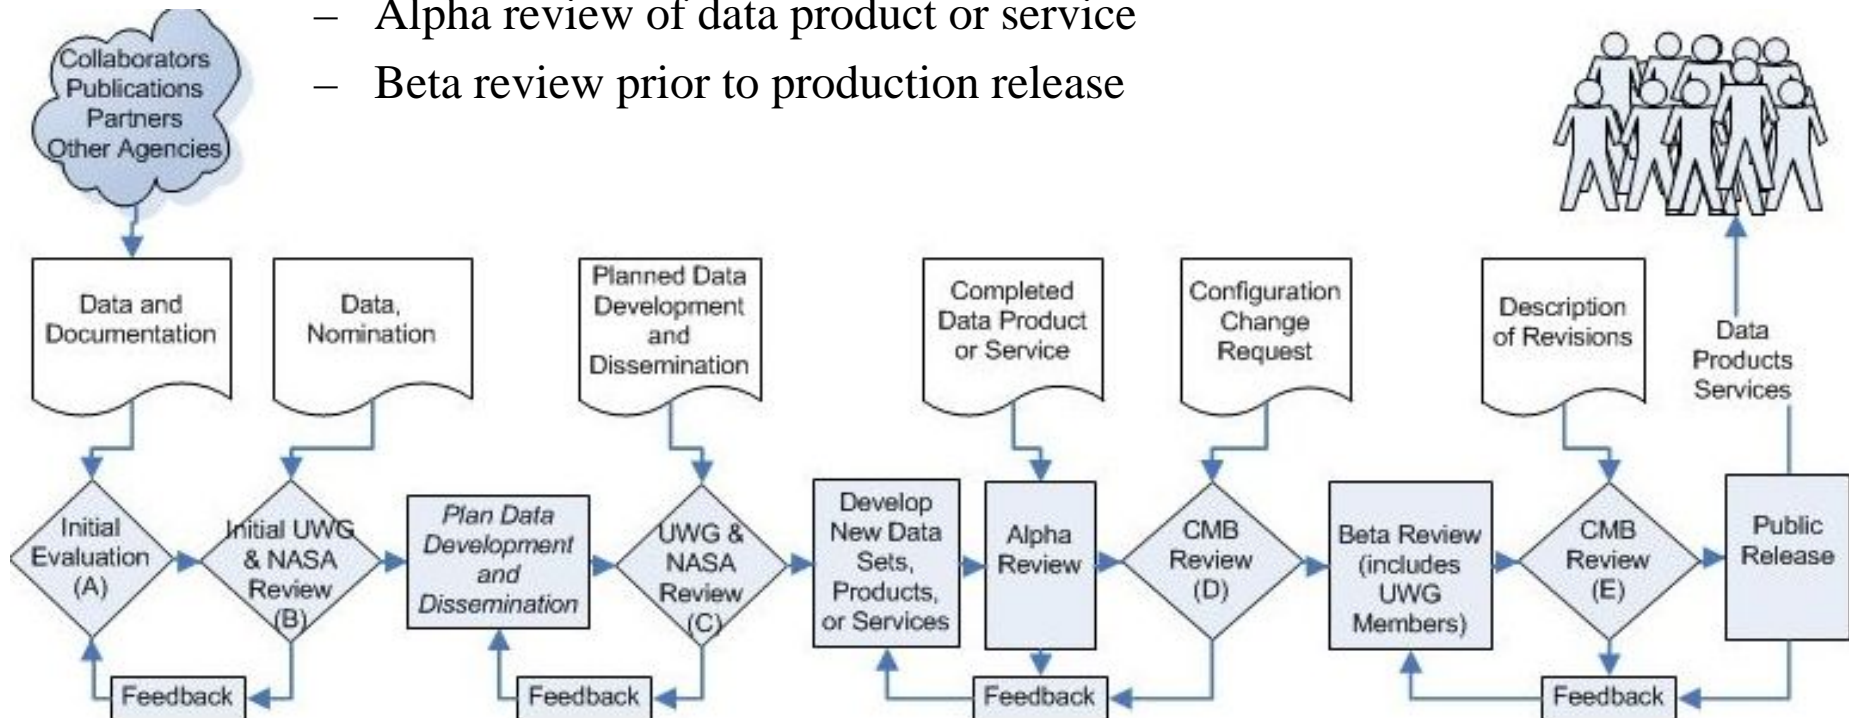 – Alpha review of data product or service
– Beta review prior to production release
Collaborators
Publications
Partners
Other Agencies
Data and
Documentation
Data,
Nomination
Planned Data
Development
and
Dissemination
Completed
Data Product
or Service
Configuration
Change
Request
Description
of Revisions
Data
Products
Services
Initial
Evaluation
(A)
Initial UWG
& NASA
Review
(B)
Plan Data
Development
and
Dissemination
UWG &
NASA
Review
(C)
Develop
New Data
Sets,
Products,
or Services
Alpha
Review
CMB
Review
(D)
Beta Review
(includes
UWG
Members)
CMB
Review
(E)
Public
Release
Feedback
Feedback
Feedback
Feedback